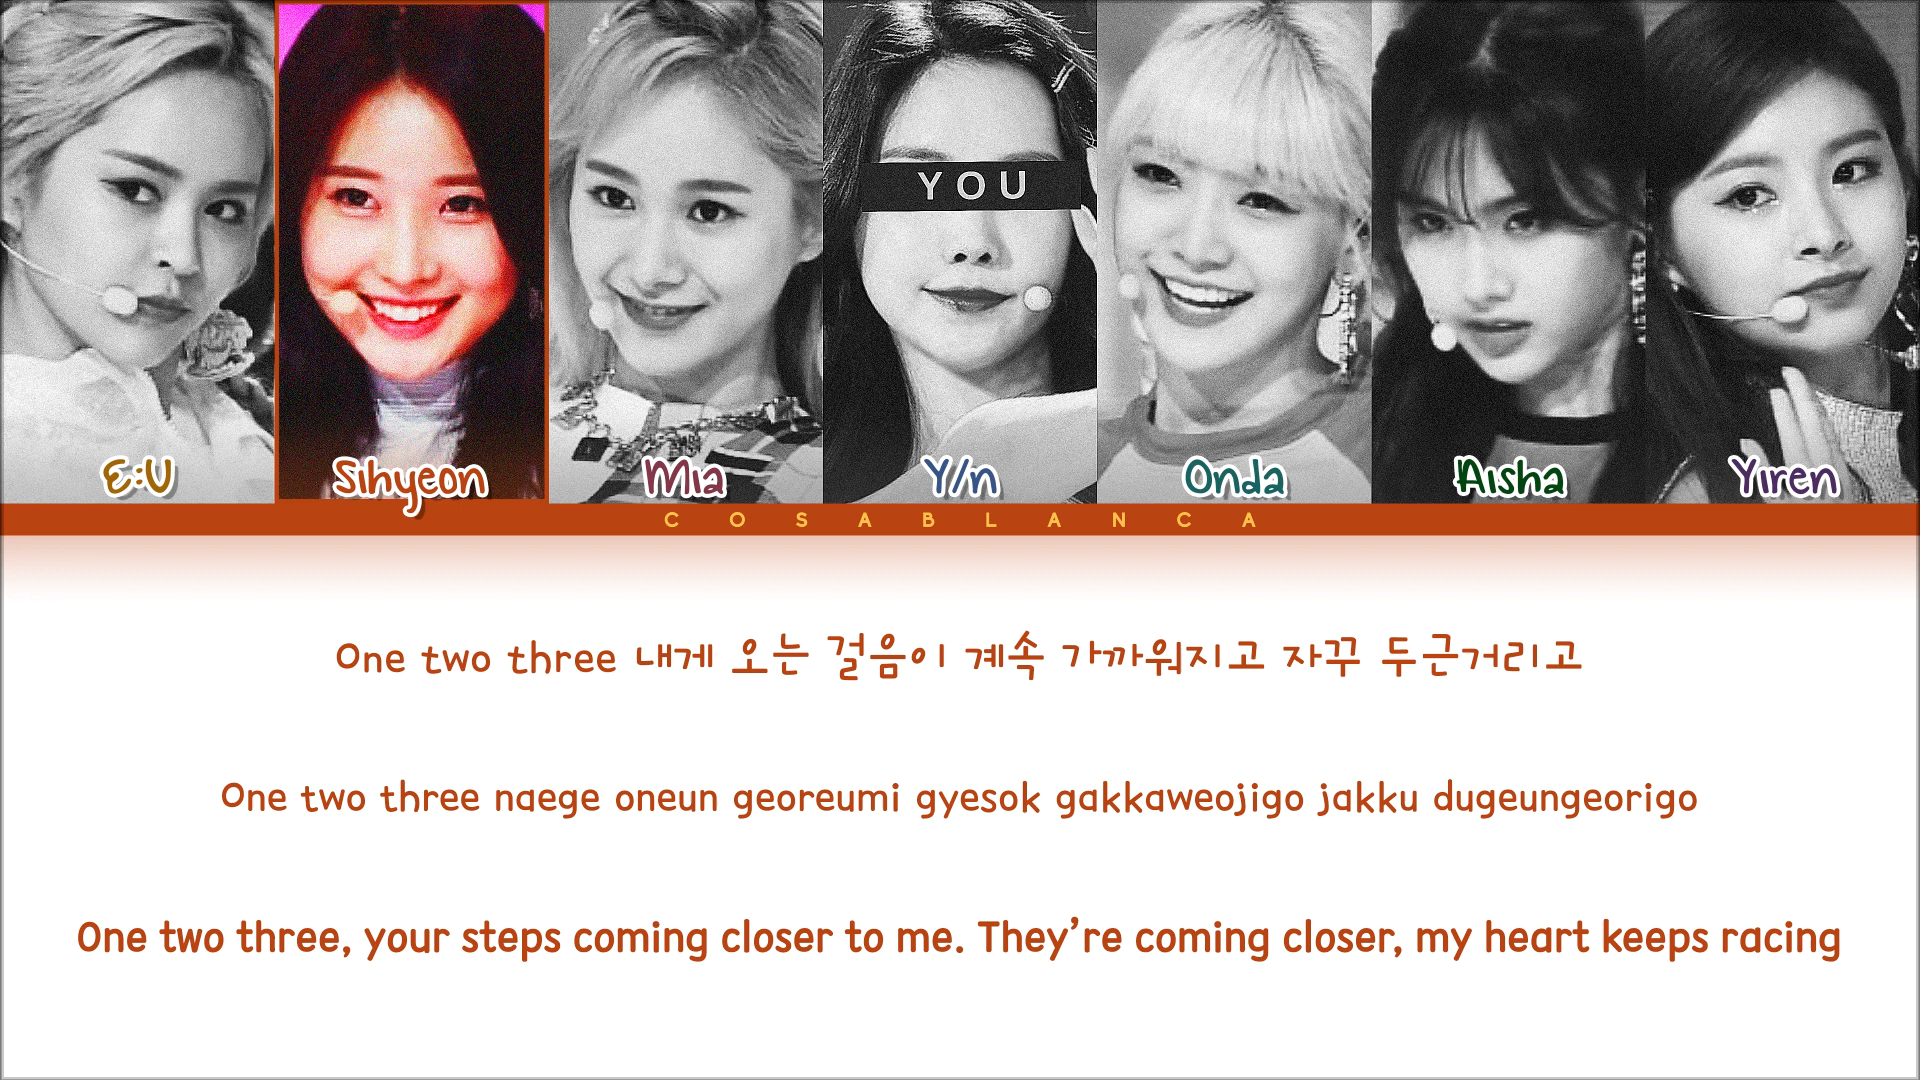 YOU
E:U
Sihyeon
Mia
Y/n
Onda
Aisha
Yiren
COSABLANCA
One two three 내게 오는 걸음이 계속 가까워지고 자꾸 두근거리고
One two three naege oneun georeumi gyesok gakkaweojigo jakku dugeungeorigo
One two three, your steps coming closer to me. They’re coming closer, my heart keeps racing